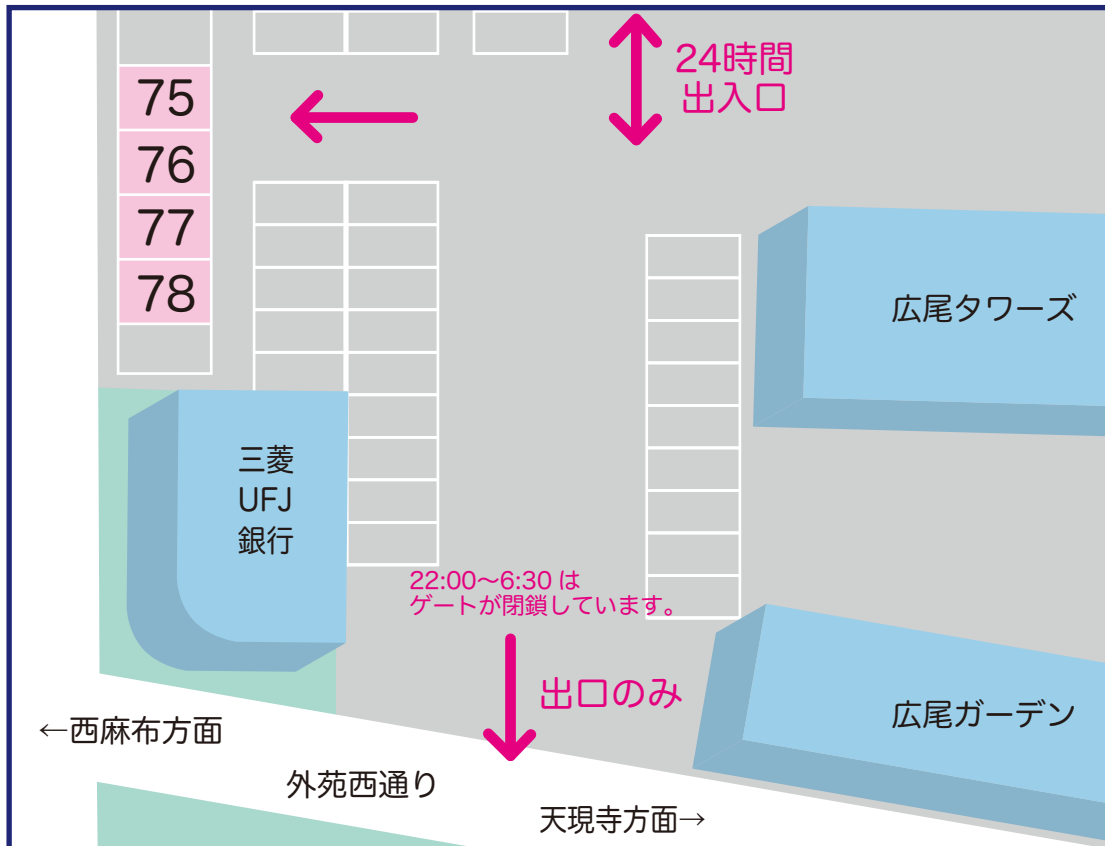 75
76
77
78
24時間
出入口
広尾タワーズ
三菱
UFJ
銀行
22:00〜6:30 は
ゲートが閉鎖しています。
出口のみ
広尾ガーデン
←西麻布方面
外苑西通り
天現寺方面→